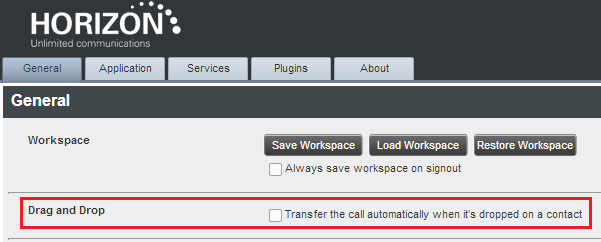 HORIZON
Unlimited communications
General Application Services Plugins About
General
Workspace Save Workspace Load Workspace Restore Workspace
Always save workspace on signout
Drag and Drop Transfer the call automatically when it's dropped on a contact